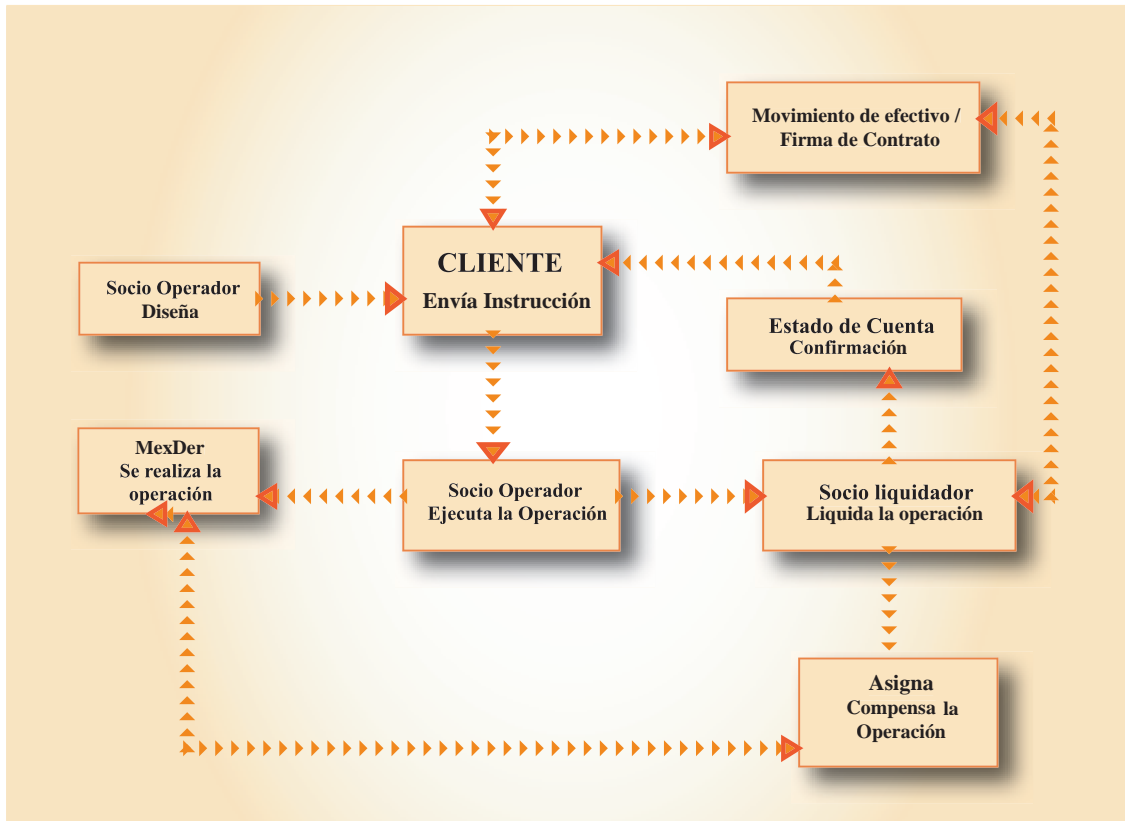 Movimiento de efectivo /
Firma de Contrato
CLIENTE
Envía Instrucción
Socio Operador
Diseña
Estado de Cuenta
Confirmación
MexDer
Se realiza la
operación
Socio Operador
Ejecuta la Operación
Socio liquidador
Liquida la operación
Asigna
Compensa la
Operación